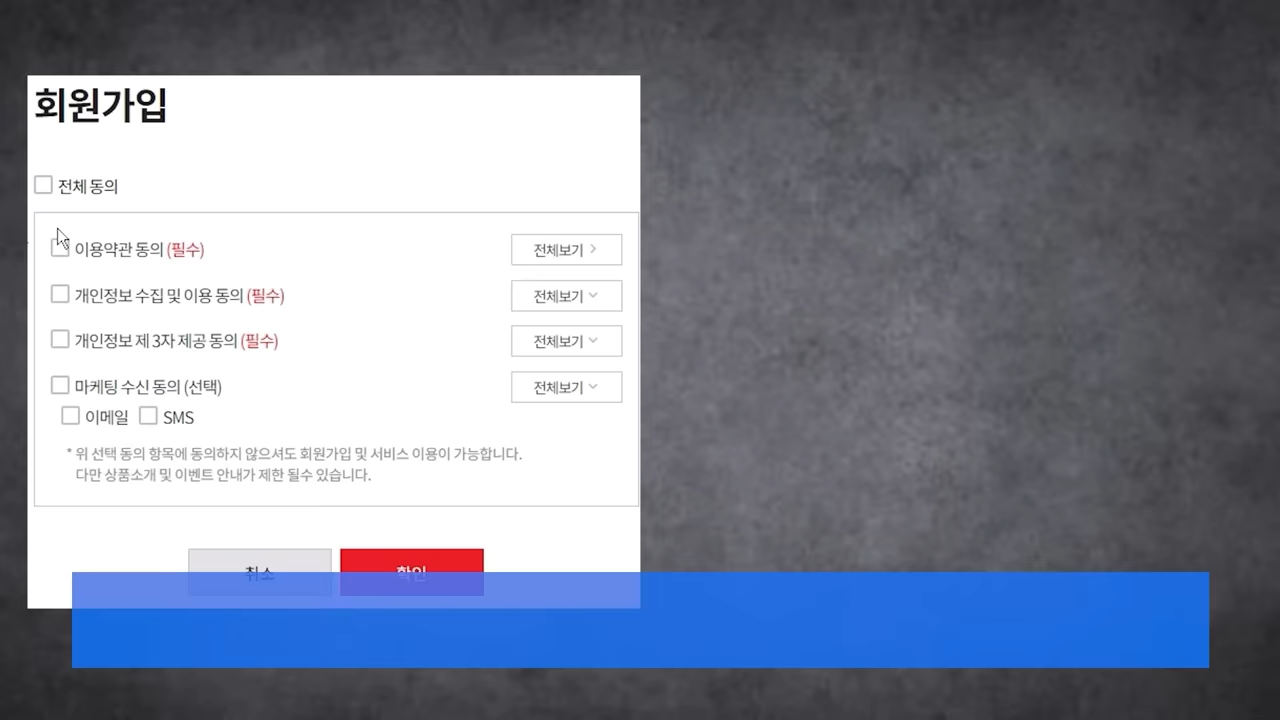 회원가입
전체 동의
이용약관 동의 (필수) 전체보기
개인정보 수집 및 이용 동의 (필수) 전체보기
개인정보 제 3자 제공 동의 (필수) 전체보기
마케팅 수신 동의 (선택) 전체보기
이메일 SMS
* 위 선택 동의 항목에 동의하지 않으셔도 회원가입 및 서비스 이용이 가능합니다.
다만 상품소개 및 이벤트 안내가 제한 될수 있습니다.
취소 확인